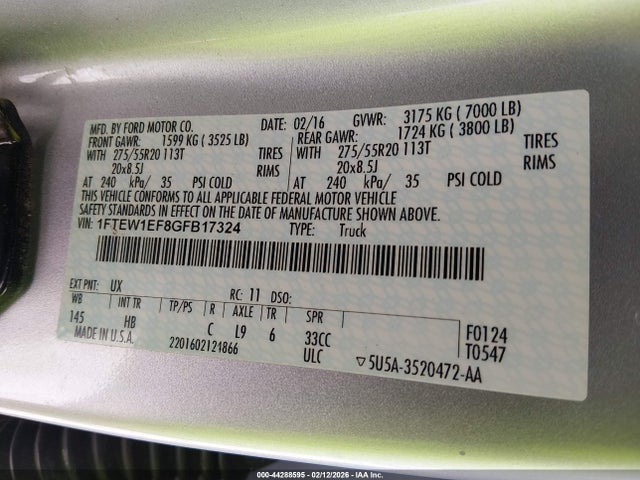 MFD. BY FORD MOTOR CO. DATE: 02/16 GVWR: 3175 KG ( 7000 LB)
FRONT GAWR: 1599 KG ( 3525 LB) REAR GAWR: 1724 KG ( 3800 LB)
WITH 275/55R20 113T TIRES WITH 275/55R20 113T TIRES
20x8.5J RIMS 20x8.5J RIMS
AT 240 kPa/ 35 PSI COLD AT 240 kPa/ 35 PSI COLD
THIS VEHICLE CONFORMS TO ALL APPLICABLE FEDERAL MOTOR VEHICLE
SAFETY STANDARDS IN EFFECT ON THE DATE OF MANUFACTURE SHOWN ABOVE.
VIN: 1FTEW1EF8GFB17324 TYPE: Truck
EXT PNT: UX RC: 11 DSO:
WB INT TR TP/PS R AXLE TR SPR
145 HB C L9 6 33CC F0124
MADE IN U.S.A. 2201602121866 ULC T0547
▽5U5A-3520472-AA
000-44288595 - 02/12/2026 - IAA Inc.